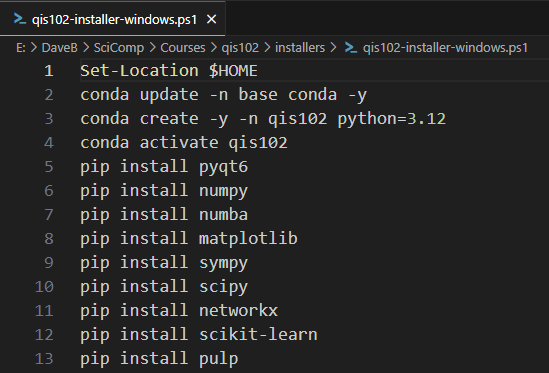 qis102-installer-windows.ps1 ×
E: > DaveB > SciComp > Courses > qis102 > installers > qis102-installer-windows.ps1
1 Set-Location $HOME
2 conda update -n base conda -y
3 conda create -y -n qis102 python=3.12
4 conda activate qis102
5 pip install pyqt6
6 pip install numpy
7 pip install numba
8 pip install matplotlib
9 pip install sympy
10 pip install scipy
11 pip install networkx
12 pip install scikit-learn
13 pip install pulp